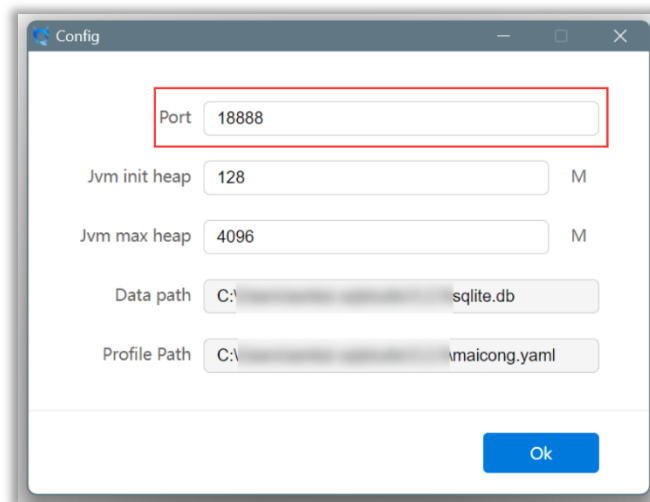 Config
Port 18888
Jvm init heap 128 M
Jvm max heap 4096 M
Data path C:\ sqlite.db
Profile Path C:\ \maicong.yaml
Ok